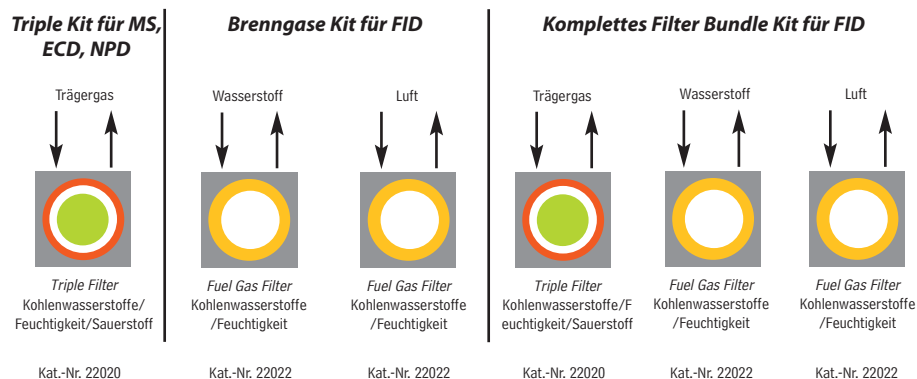 Triple Kit für MS,
ECD, NPD
Trägergas
Triple Filter
Kohlenwasserstoffe/
Feuchtigkeit/Sauerstoff
Kat.-Nr. 22020
Brenngase Kit für FID
Wasserstoff
Fuel Gas Filter
Kohlenwasserstoffe
/Feuchtigkeit
Kat.-Nr. 22022
Luft
Fuel Gas Filter
Kohlenwasserstoffe
/Feuchtigkeit
Kat.-Nr. 22022
Komplettes Filter Bundle Kit für FID
Trägergas
Triple Filter
Kohlenwasserstoffe/F
euchtigkeit/Sauerstoff
Kat.-Nr. 22020
Wasserstoff
Fuel Gas Filter
Kohlenwasserstoffe
/Feuchtigkeit
Kat.-Nr. 22022
Luft
Fuel Gas Filter
Kohlenwasserstoffe
/Feuchtigkeit
Kat.-Nr. 22022